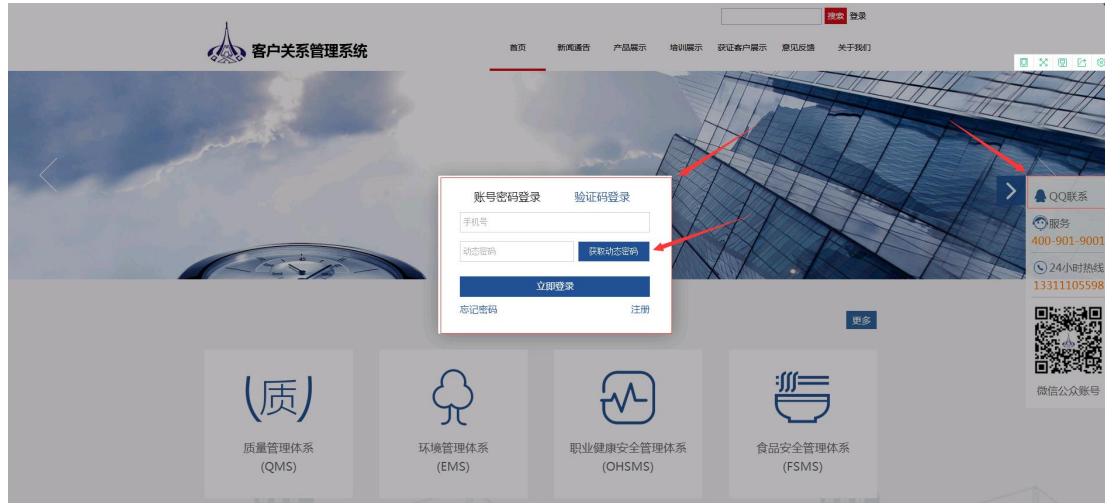 搜索 登录
客户关系管理系统
首页 新闻通告 产品展示 培训展示 获证客户展示 意见反馈 关于我们
账号密码登录 验证码登录
手机号
动态密码 获取动态密码
立即登录
忘记密码 注册
QQ联系
服务
400-901-9001
24小时热线
13311105598
微信公众账号
更多
质
质量管理体系
(QMS)
环境管理体系
(EMS)
职业健康安全管理体系
(OHSMS)
食品安全管理体系
(FSMS)